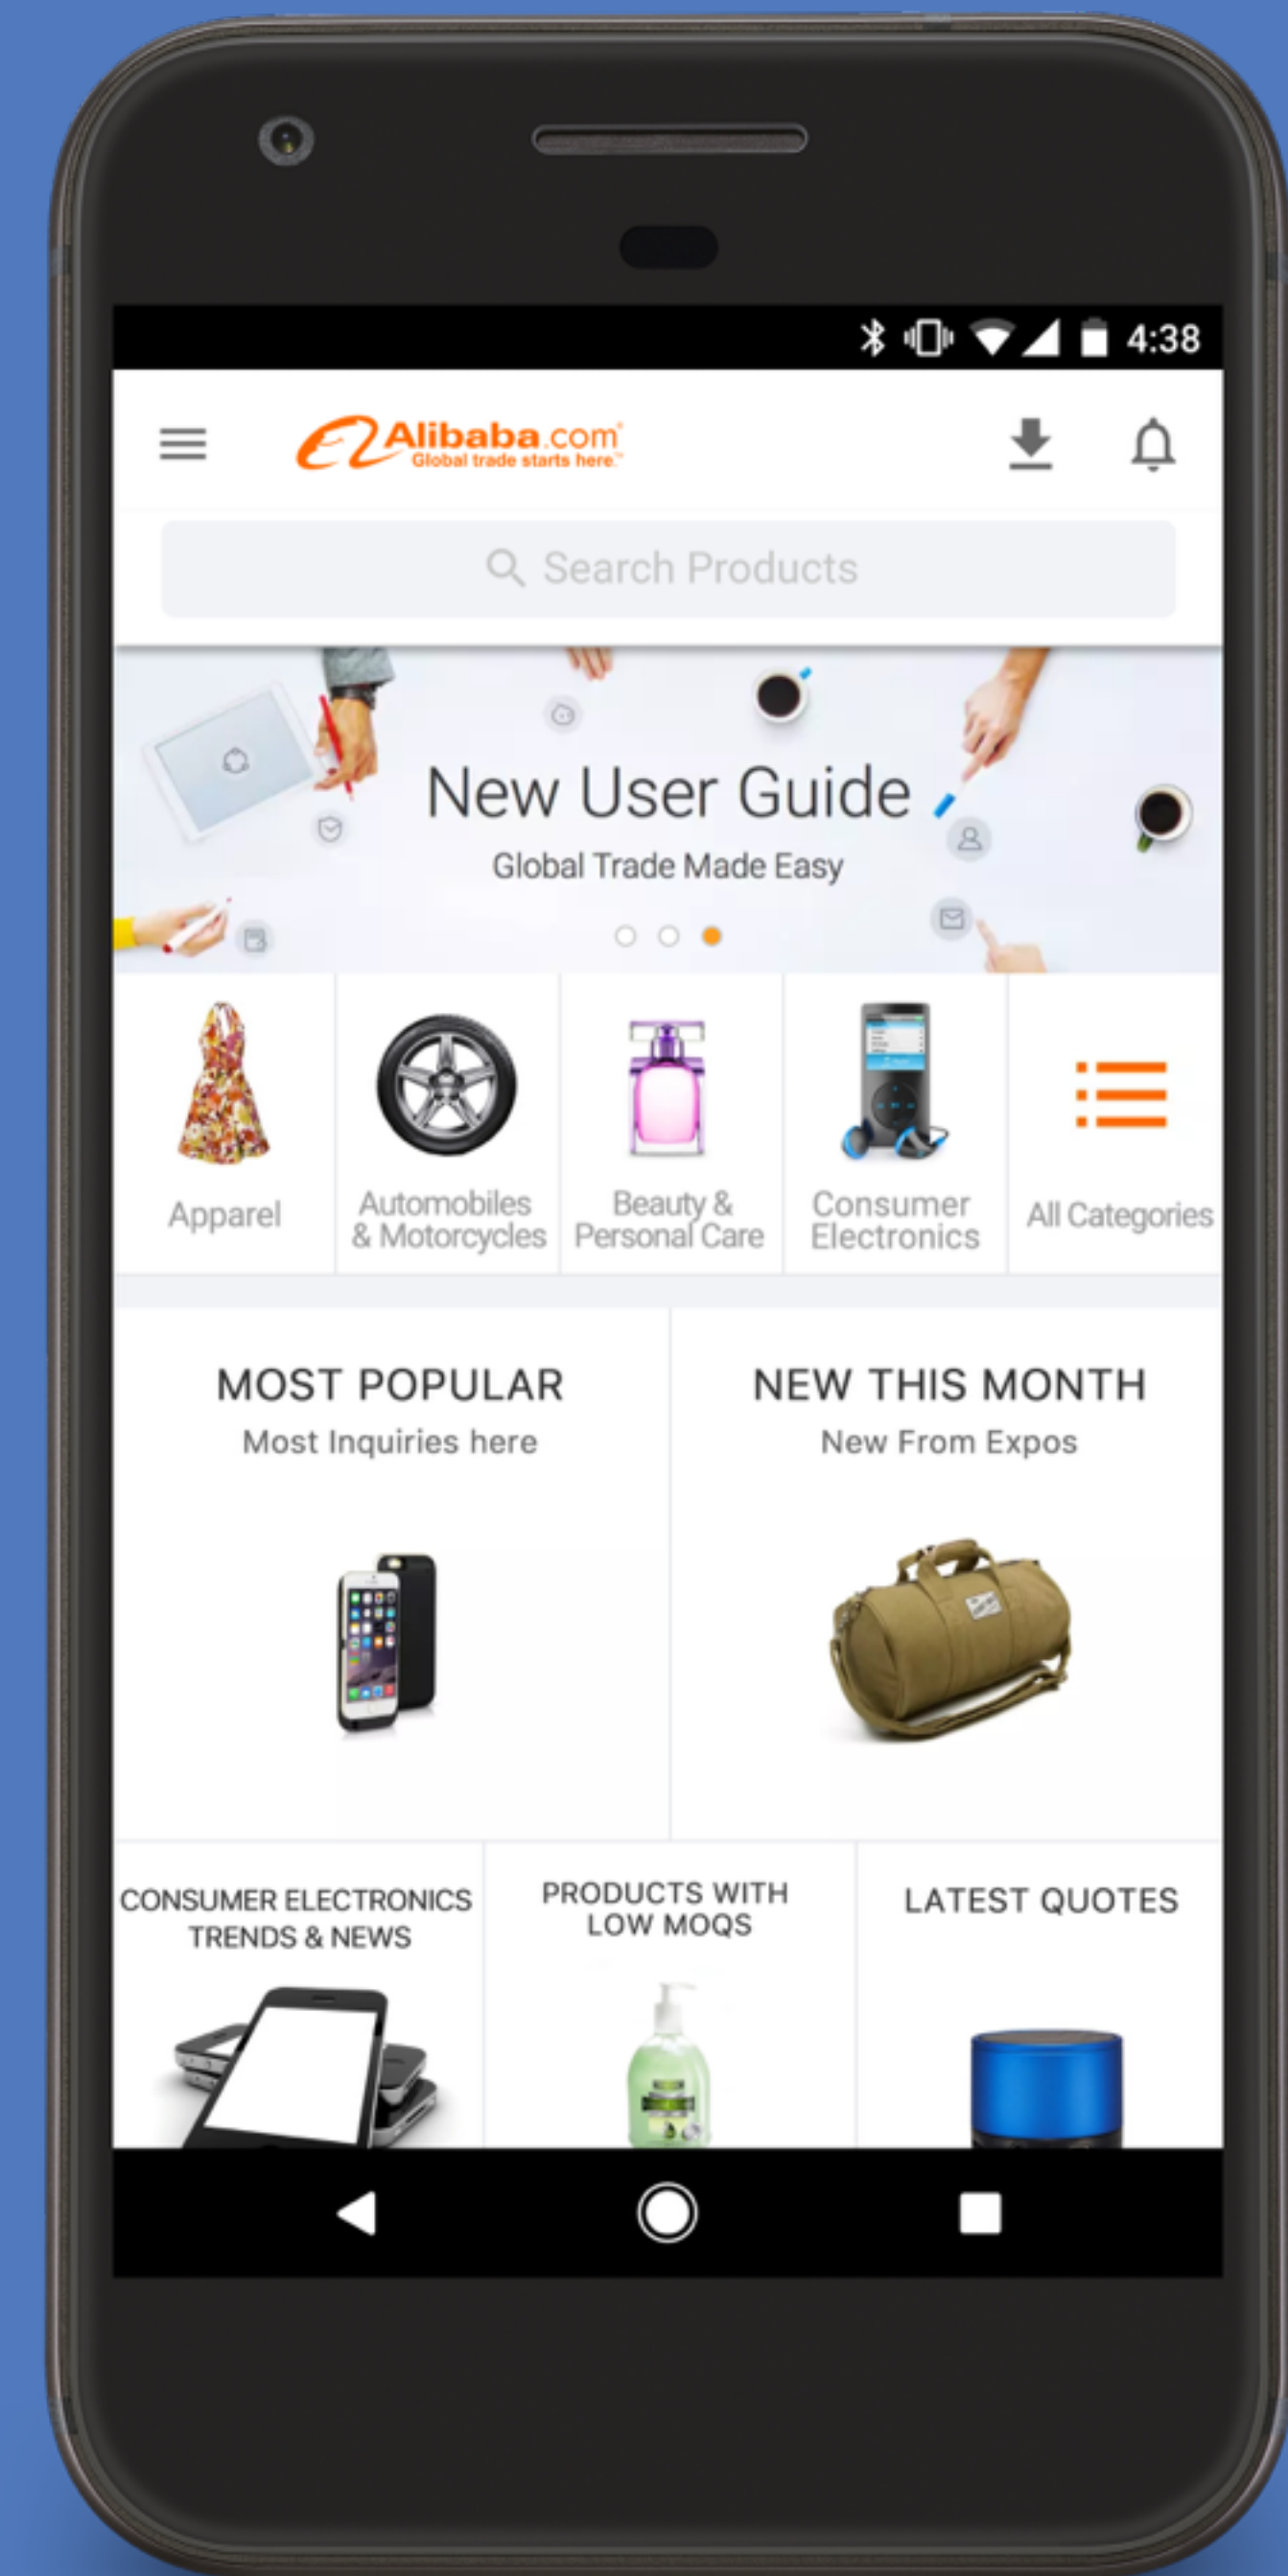 4:38
Alibaba.com®
Global trade starts here.™
Search Products
New User Guide
Global Trade Made Easy
Apparel
Automobiles
& Motorcycles
Beauty &
Personal Care
Consumer
Electronics
All Categories
MOST POPULAR
Most Inquiries here
NEW THIS MONTH
New From Expos
CONSUMER ELECTRONICS
TRENDS & NEWS
PRODUCTS WITH
LOW MOQS
LATEST QUOTES